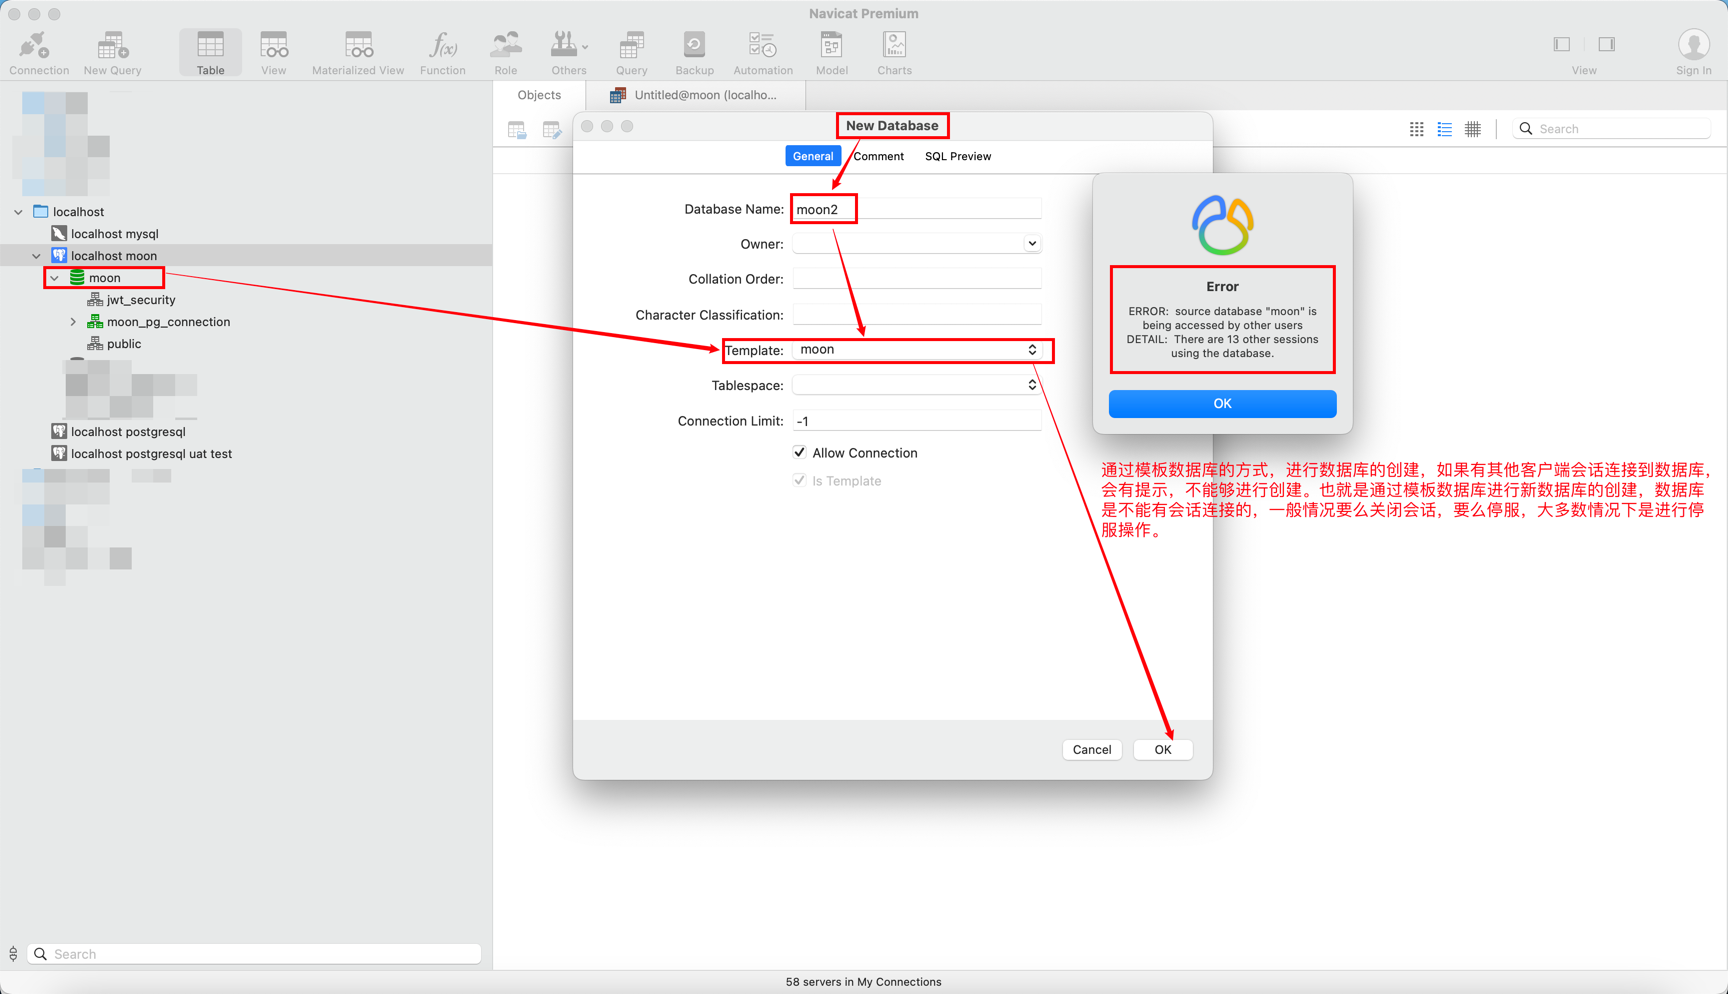 Navicat Premium
Connection
New Query
Table
View
Materialized View
Function
Role
Others
Query
Backup
Automation
Model
Charts
View
Sign In
Objects
Untitled@moon (localho...
Search
localhost
localhost mysql
localhost moon
moon
jwt_security
moon_pg_connection
public
localhost postgresql
localhost postgresql uat test
New Database
General
Comment
SQL Preview
Database Name: moon2
Owner:
Collation Order:
Character Classification:
Template: moon
Tablespace:
Connection Limit: -1
Allow Connection
Is Template
Cancel
OK
Error
ERROR: source database "moon" is
being accessed by other users
DETAIL: There are 13 other sessions
using the database.
OK
通过模板数据库的方式，进行数据库的创建，如果有其他客户端会话连接到数据库，
会有提示，不能够进行创建。也就是通过模板数据库进行新数据库的创建，数据库
是不能有会话连接的，一般情况要么关闭会话，要么停服，大多数情况下是进行停
服操作。
Search
58 servers in My Connections